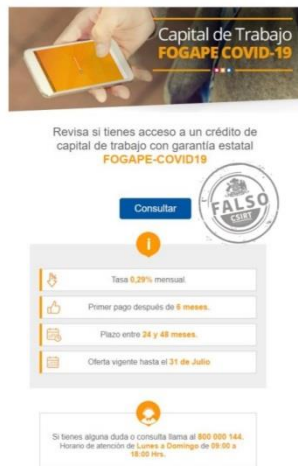 Capital de Trabajo
FOGAPE COVID-19
Revisa si tienes acceso a un crédito de
capital de trabajo con garantía estatal
FOGAPE-COVID19
Consultar
FALSO
CSIRT
i
Tasa 0,29% mensual.
Primer pago después de 6 meses.
Plazo entre 24 y 48 meses.
Oferta vigente hasta el 31 de Julio
Si tienes alguna duda o consulta llama al 800 000 144.
Horario de atención de Lunes a Domingo de 09:00 a
18:00 Hrs.